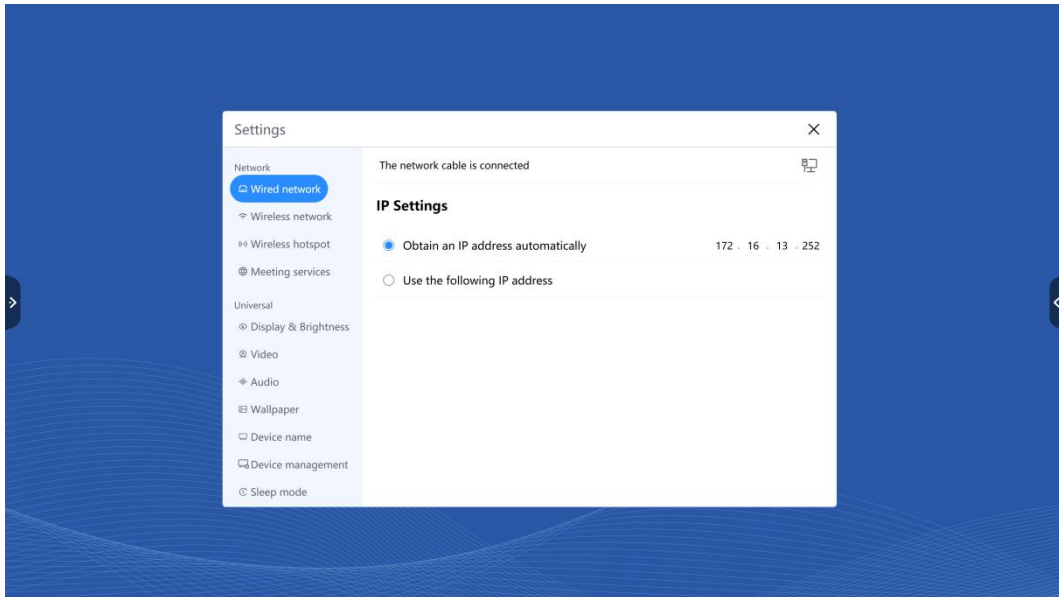 Settings
Network
Wired network
Wireless network
Wireless hotspot
Meeting services
Universal
Display & Brightness
Video
Audio
Wallpaper
Device name
Device management
Sleep mode
The network cable is connected
IP Settings
Obtain an IP address automatically 172 . 16 . 13 . 252
Use the following IP address